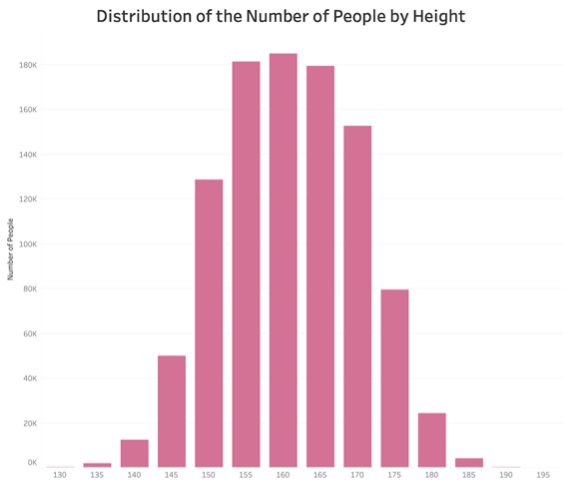 Distribution of the Number of People by Height
Number of People
180K
160K
140K
120K
100K
80K
60K
40K
20K
0K
130 135 140 145 150 155 160 165 170 175 180 185 190 195